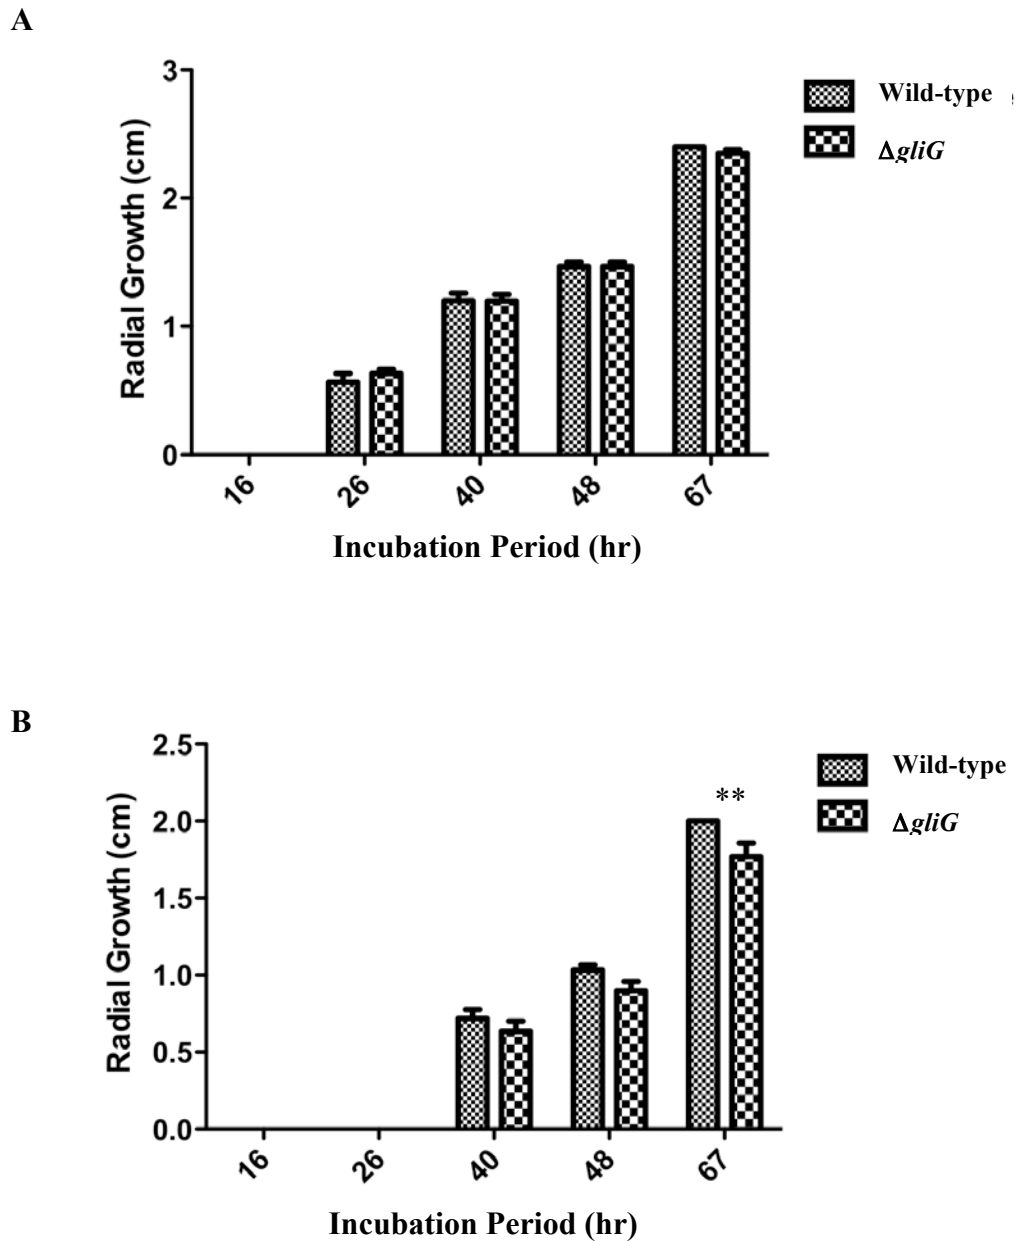 A
3
2
1
0
Radial Growth (cm)
16 26 40 48 67
Incubation Period (hr)
Wild-type
ΔgliG
B
2.5
2.0
1.5
1.0
0.5
0.0
Radial Growth (cm)
**
16 26 40 48 67
Incubation Period (hr)
Wild-type
ΔgliG